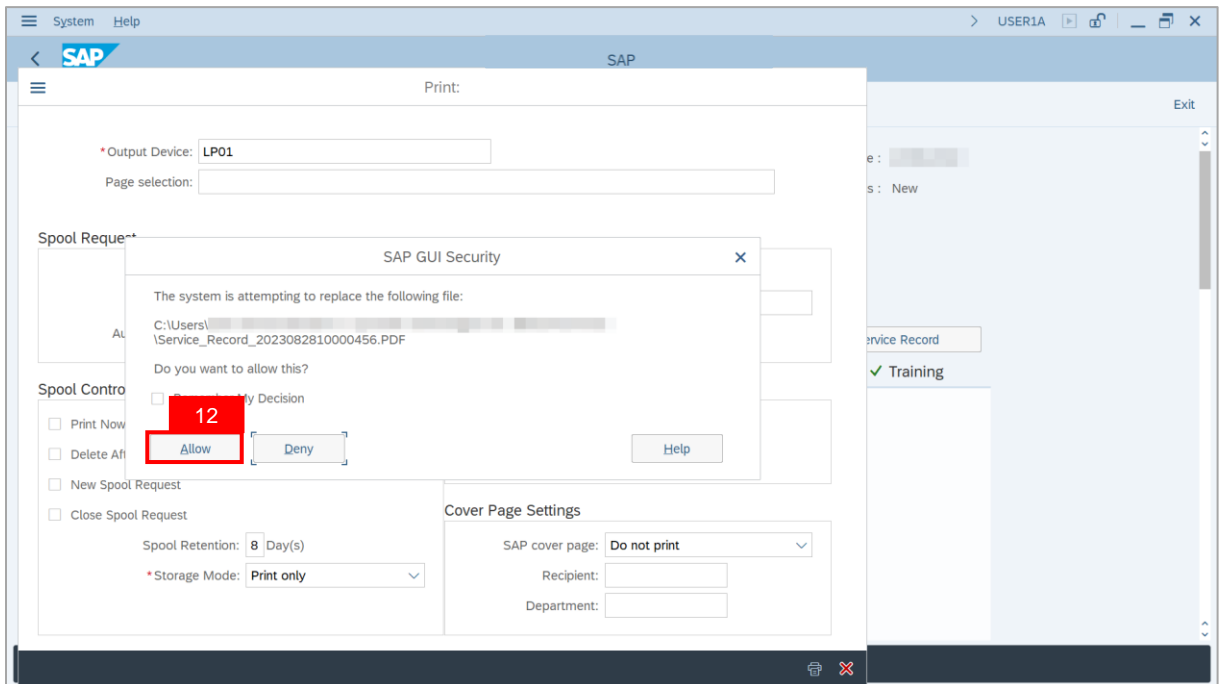 System Help
USER1A
SAP
SAP
Print:
Exit
*Output Device: LP01
Page selection:
s : New
Spool Request
SAP GUI Security
The system is attempting to replace the following file:
C:\Users\
\Service_Record_2023082810000456.PDF
Do you want to allow this?
My Decision
12
Allow
Deny
Help
ervice Record
Training
Spool Contro
Print Now
Delete Aft
New Spool Request
Close Spool Request
Spool Retention: 8 Day(s)
*Storage Mode: Print only
Cover Page Settings
SAP cover page: Do not print
Recipient:
Department: